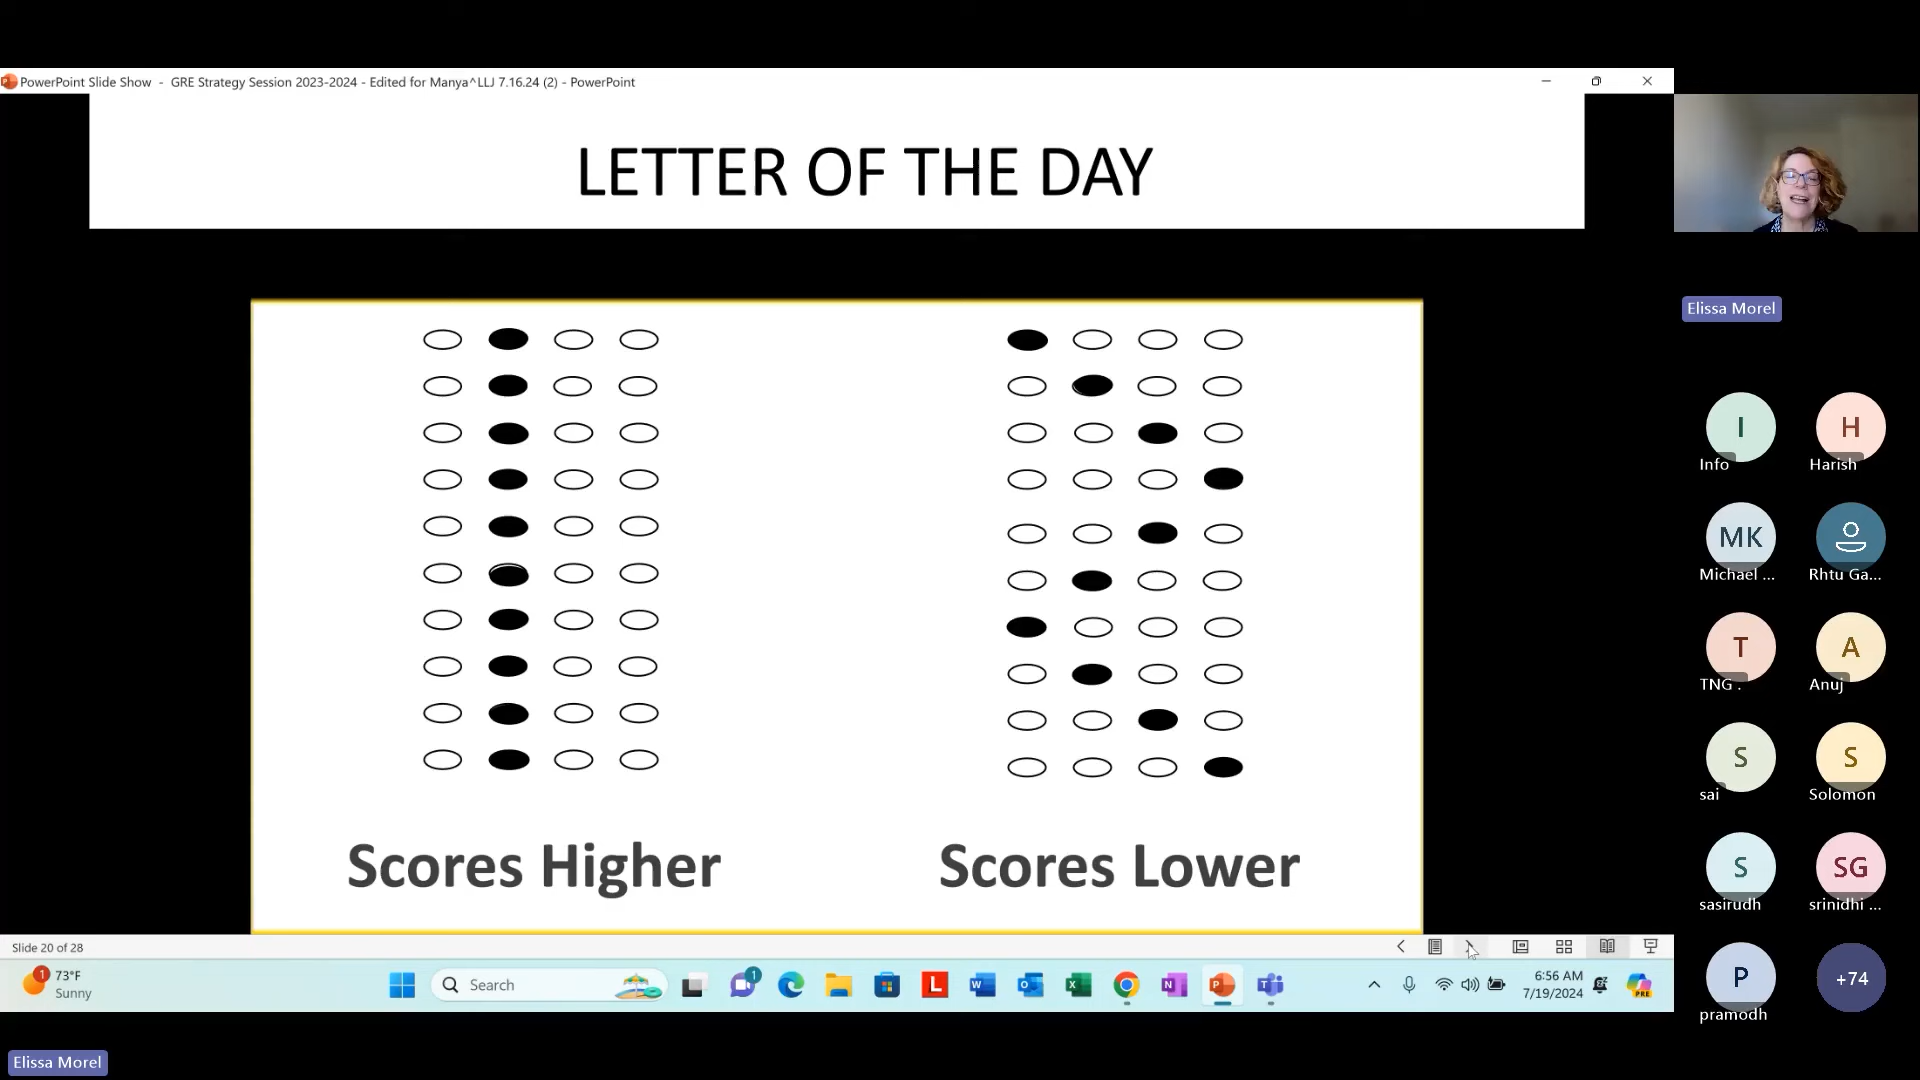 PowerPoint Slide Show - GRE Strategy Session 2023-2024 - Edited for Manya^LLJ 7.16.24 (2) - PowerPoint
LETTER OF THE DAY
Scores Higher
Scores Lower
Elissa Morel
I
Info
H
Harish
MK
Michael ...
Rhtu Ga...
T
TNG .
A
Anuj
S
sai
S
Solomon
S
sasirudh
SG
srinidhi ...
P
pramodh
+74
Slide 20 of 28
1
73°F
Sunny
Search
1
L
W
O
X
N
P
T
6:56 AM
7/19/2024
PRE
Elissa Morel